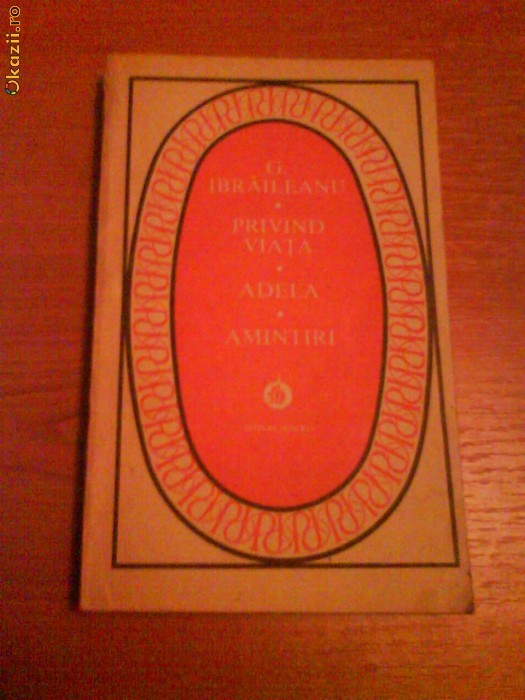 Okazii.ro
G.
IBRĂILEANU
PRIVIND
VIAȚA
ADELA
AMINTIRI